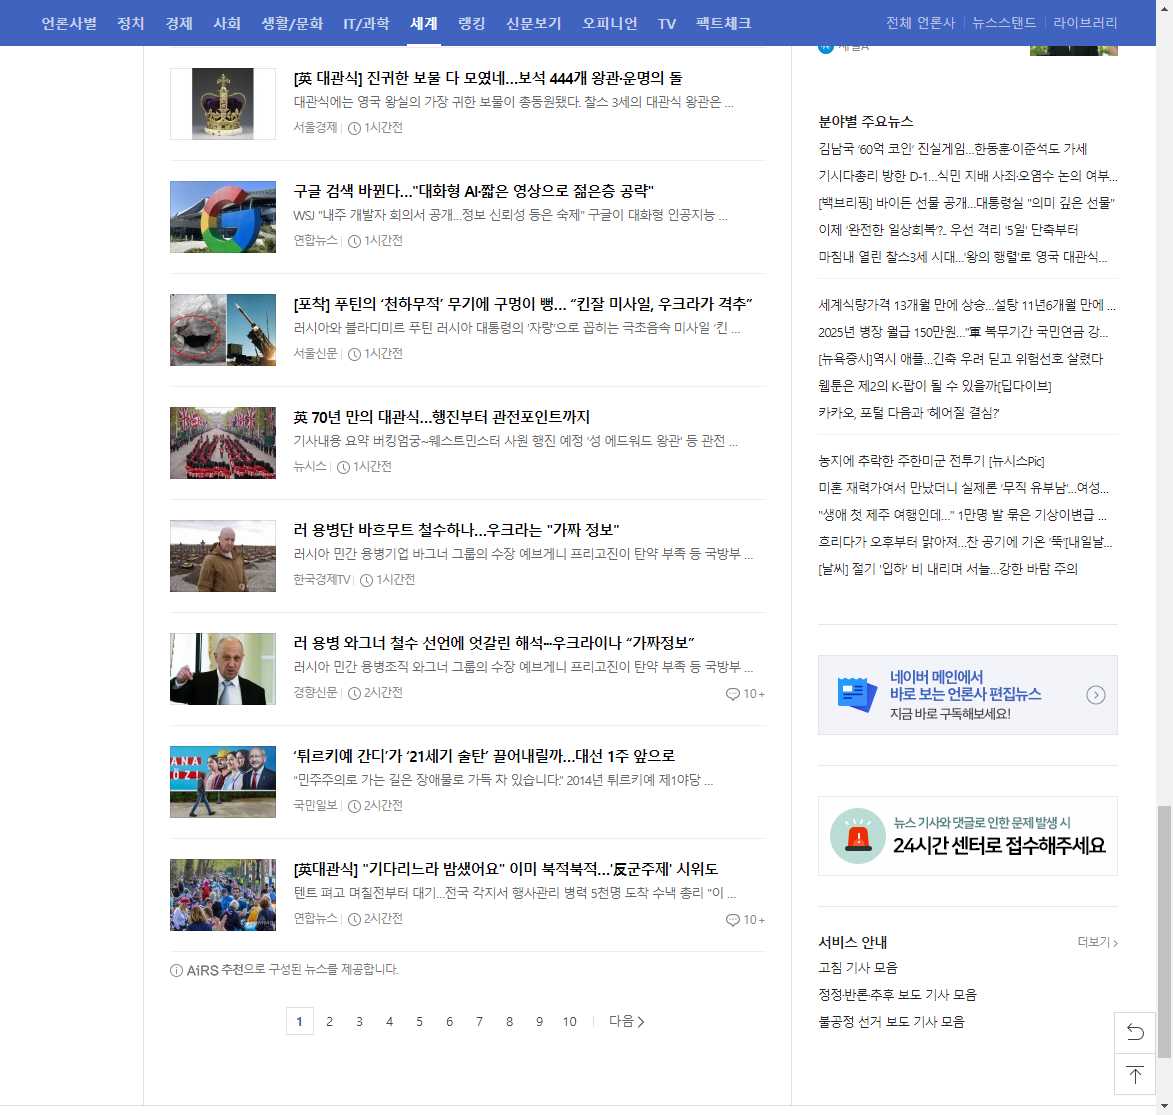 언론사별 정치 경제 사회 생활/문화 IT/과학 세계 랭킹 신문보기 오피니언 TV 팩트체크 전체 언론사 뉴스스탠드 라이브러리
[英 대관식] 진귀한 보물 다 모였네…보석 444개 왕관·운명의 돌
대관식에는 영국 왕실의 가장 귀한 보물이 총동원됐다. 찰스 3세의 대관식 왕관은 ...
서울경제 1시간전
구글 검색 바뀐다…"대화형 AI·짧은 영상으로 젊은층 공략"
WSJ "내주 개발자 회의서 공개…정보 신뢰성 등은 숙제" 구글이 대화형 인공지능 ...
연합뉴스 1시간전
[포착] 푸틴의 ‘천하무적’ 무기에 구멍이 뻥… “킨잘 미사일, 우크라가 격추”
러시아와 블라디미르 푸틴 러시아 대통령의 ‘자랑’으로 꼽히는 극초음속 미사일 ‘킨 ...
서울신문 1시간전
英 70년 만의 대관식…행진부터 관전포인트까지
기사내용 요약 버킹엄궁~웨스트민스터 사원 행진 예정 '성 에드워드 왕관' 등 관전 ...
뉴시스 1시간전
러 용병단 바흐무트 철수하나…우크라는 "가짜 정보"
러시아 민간 용병기업 바그너 그룹의 수장 예브게니 프리고진이 탄약 부족 등 국방부 ...
한국경제TV 1시간전
러 용병 와그너 철수 선언에 엇갈린 해석···우크라이나 “가짜정보”
러시아 민간 용병조직 와그너 그룹의 수장 예브게니 프리고진이 탄약 부족 등 국방부 ...
경향신문 2시간전 10+
‘튀르키예 간디’가 ‘21세기 술탄’ 끌어내릴까…대선 1주 앞으로
“민주주의로 가는 길은 장애물로 가득 차 있습니다.” 2014년 튀르키예 제1야당 ...
국민일보 2시간전
[英대관식] "기다리느라 밤샜어요" 이미 북적북적…'反군주제' 시위도
텐트 펴고 며칠전부터 대기…전국 각지서 행사관리 병력 5천명 도착 수낵 총리 "이 ...
연합뉴스 2시간전 10+
AiRS 추천으로 구성된 뉴스를 제공합니다.
1 2 3 4 5 6 7 8 9 10 다음
채널A
분야별 주요뉴스
김남국 ‘60억 코인’ 진실게임…한동훈·이준석도 가세
기시다총리 방한 D-1…식민 지배 사죄·오염수 논의 여부...
[백브리핑] 바이든 선물 공개…대통령실 "의미 깊은 선물"
이제 '완전한 일상회복'?.. 우선 격리 '5일' 단축부터
마침내 열린 찰스3세 시대…'왕의 행렬'로 영국 대관식...
세계식량가격 13개월 만에 상승…설탕 11년6개월 만에 ...
2025년 병장 월급 150만원…"軍 복무기간 국민연금 강...
[뉴욕증시]역시 애플…긴축 우려 딛고 위험선호 살렸다
웹툰은 제2의 K-팝이 될 수 있을까[딥다이브]
카카오, 포털 다음과 ‘헤어질 결심?’
농지에 추락한 주한미군 전투기 [뉴시스Pic]
미혼 재력가여서 만났더니 실제론 ‘무직 유부남’…여성...
"생애 첫 제주 여행인데…" 1만명 발 묶은 기상이변급 ...
흐리다가 오후부터 맑아져…찬 공기에 기온 ‘뚝’[내일날...
[날씨] 절기 '입하' 비 내리며 서늘…강한 바람 주의
네이버 메인에서
바로 보는 언론사 편집뉴스
지금 바로 구독해보세요!
뉴스 기사와 댓글로 인한 문제 발생 시
24시간 센터로 접수해주세요
서비스 안내 더보기
고침 기사 모음
정정·반론·추후 보도 기사 모음
불공정 선거 보도 기사 모음